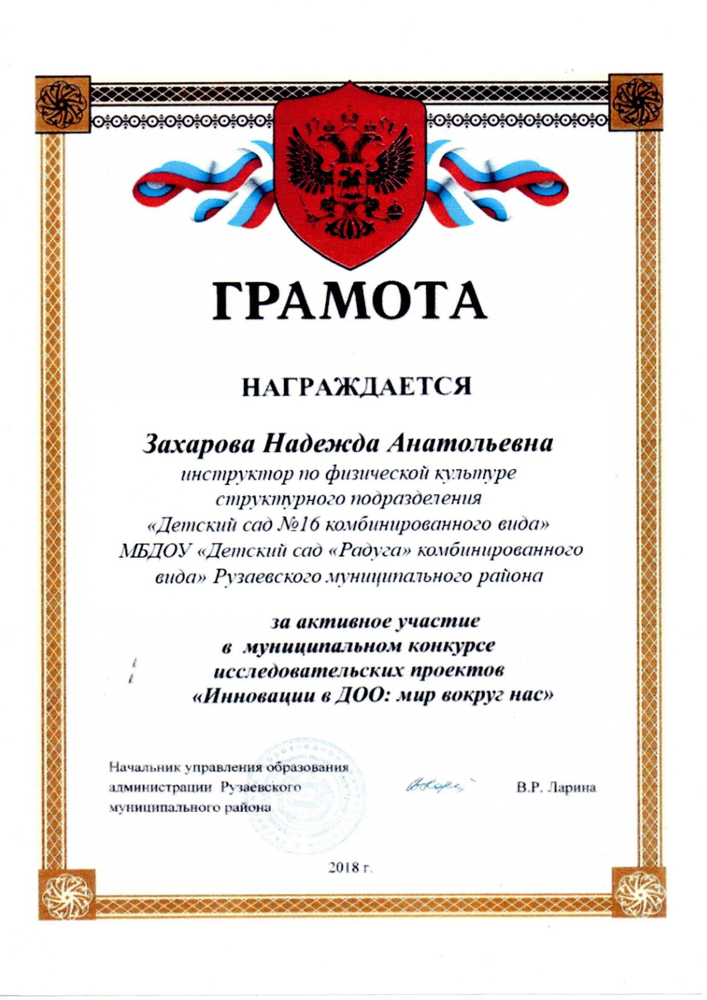 ГРАМОТА
НАГРАЖДАЕТСЯ
Захарова Надежда Анатольевна
инструктор по физической культуре
структурного подразделения
«Детский сад №16 комбинированного вида»
МБДОУ «Детский сад «Радуга» комбинированного
вида» Рузаевского муниципального района
за активное участие
в муниципальном конкурсе
исследовательских проектов
«Инновации в ДОО: мир вокруг нас»
Начальник управления образования
администрации Рузаевского
муниципального района
В.Р. Ларина
2018 г.